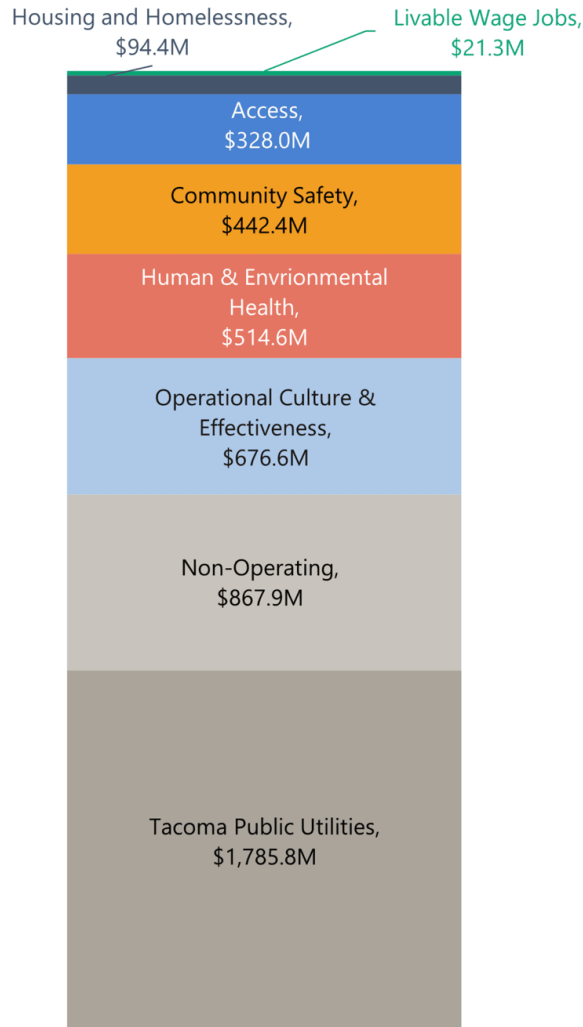 Housing and Homelessness,
$94.4M
Livable Wage Jobs,
$21.3M
Access,
$328.0M
Community Safety,
$442.4M
Human & Envrionmental
Health,
$514.6M
Operational Culture &
Effectiveness,
$676.6M
Non-Operating,
$867.9M
Tacoma Public Utilities,
$1,785.8M